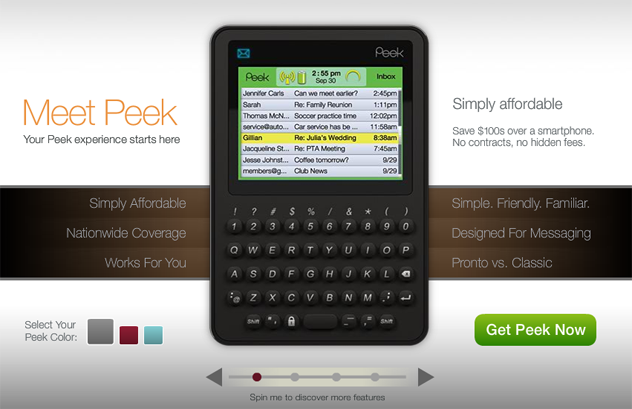 Meet Peek
Your Peek experience starts here
Simply Affordable
Nationwide Coverage
Works For You
Select Your
Peek Color:
Peek
Peek 2:55 pm Inbox
Sep 30
Jennifer Carls Can we meet earlier? 2:45pm
Sarah Re: Family Reunion 1:11pm
Thomas McN... Soccer practice time 12:02pm
service@auto... Car service has be ... 11:58am
Gillian Re: Julia's Wedding 8:38am
Jacqueline St... Re: PTA Meeting 7:45am
Jesse Johnst... Coffee tomorrow? 9/29
members@g... Club News 9/29
! ? # $ % / & * ( )
1 2 3 4 5 6 7 8 9 0
Q W E R T Y U I O P
A S D F G H J K L
@ Z X C V B N M
Shift Shift
Simply affordable
Save $100s over a smartphone.
No contracts, no hidden fees.
Simple. Friendly. Familiar.
Designed For Messaging
Pronto vs. Classic
Get Peek Now
Spin me to discover more features